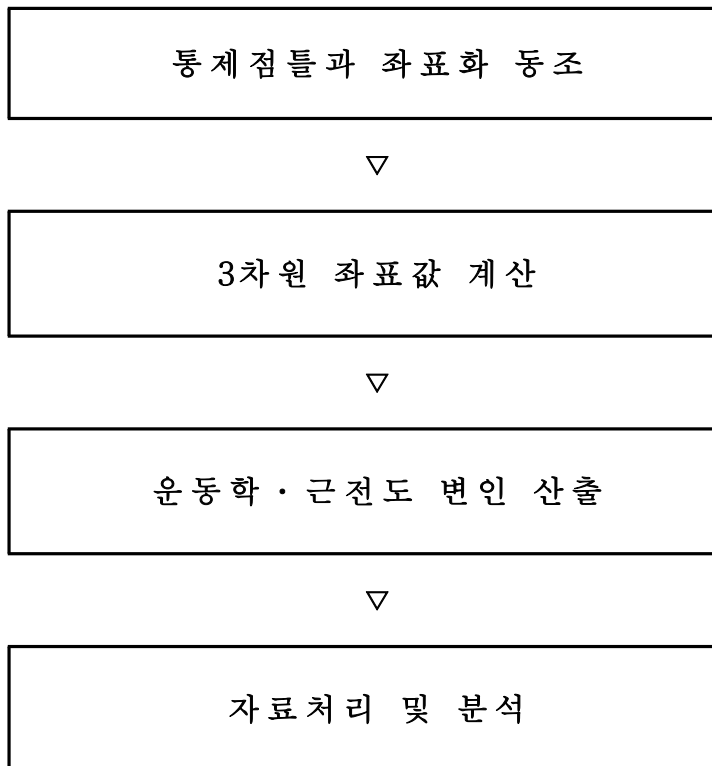 통제점틀과 좌표화 동조
▽
3차원 좌표값 계산
▽
운동학·근전도 변인 산출
▽
자료처리 및 분석